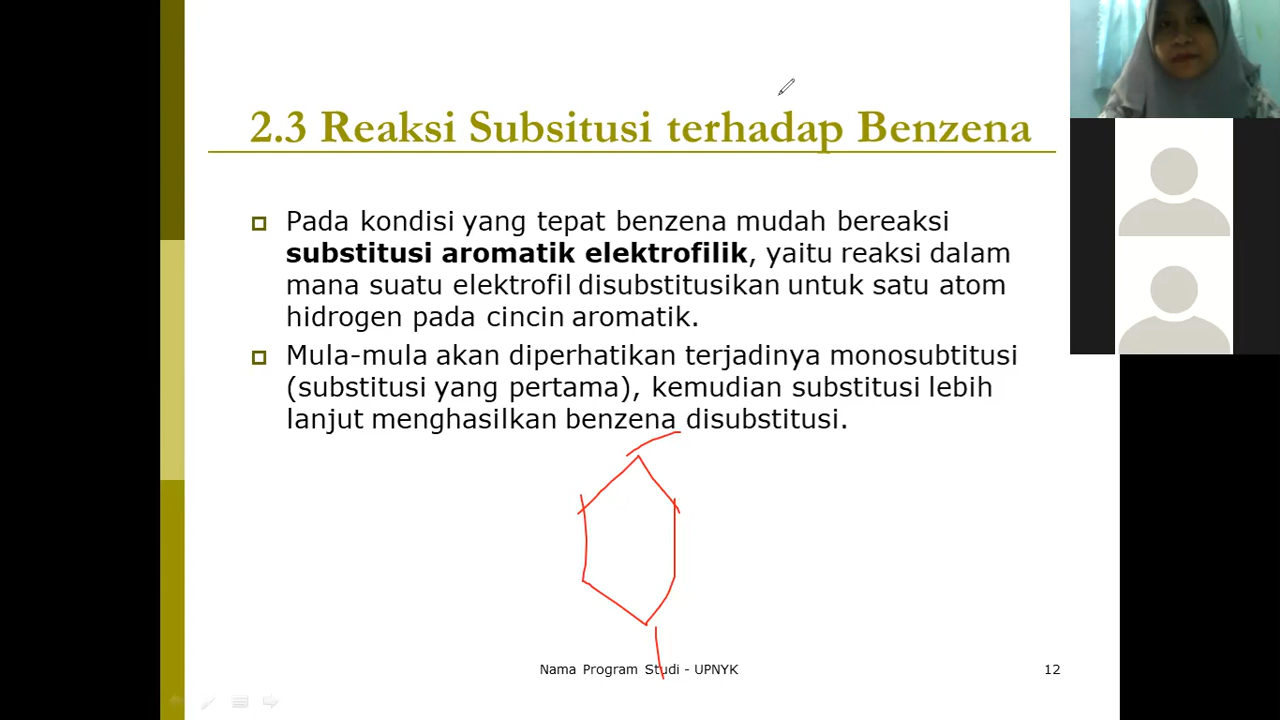 2.3 Reaksi Subsitusi terhadap Benzena
Pada kondisi yang tepat benzena mudah bereaksi
substitusi aromatik elektrofilik, yaitu reaksi dalam
mana suatu elektrofil disubstitusikan untuk satu atom
hidrogen pada cincin aromatik.
Mula-mula akan diperhatikan terjadinya monosubtitusi
(substitusi yang pertama), kemudian substitusi lebih
lanjut menghasilkan benzena disubstitusi.
Nama Program Studi - UPNYK
12